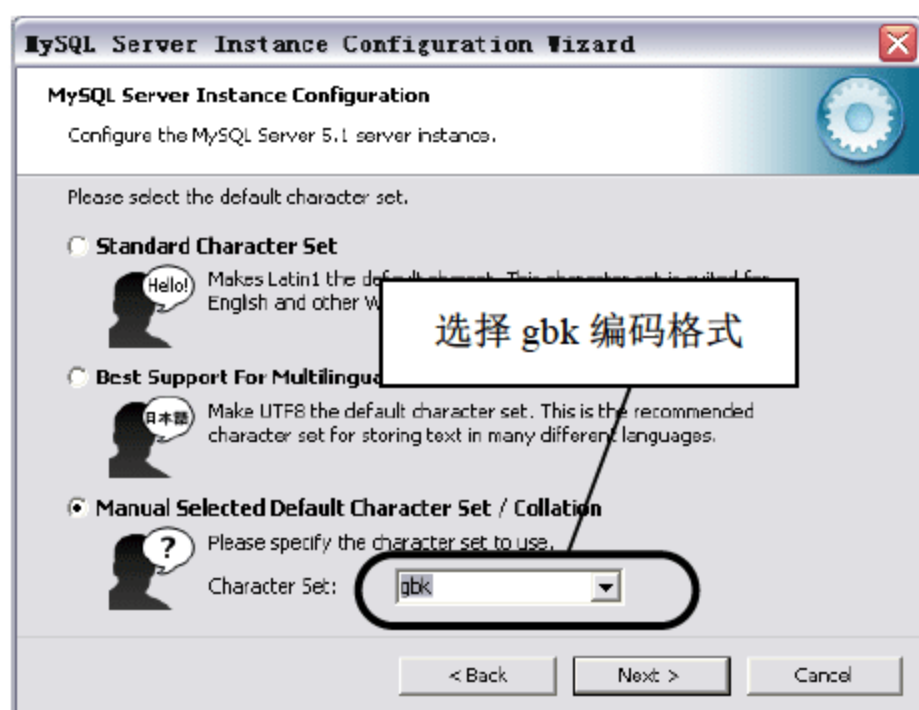 MySQL Server Instance Configuration Wizard
MySQL Server Instance Configuration
Configure the MySQL Server 5.1 server instance.
Please select the default character set.
Standard Character Set
Hello!
Makes Latin1 the
English and other
选择 gbk 编码格式
Best Support For
日本語
Make UTF8 the default character set. This is the recommended
character set for storing text in many different languages.
Manual Selected Default Character Set / Collation
?
Please specify the character set to use.
Character Set:
gbk
< Back
Next >
Cancel